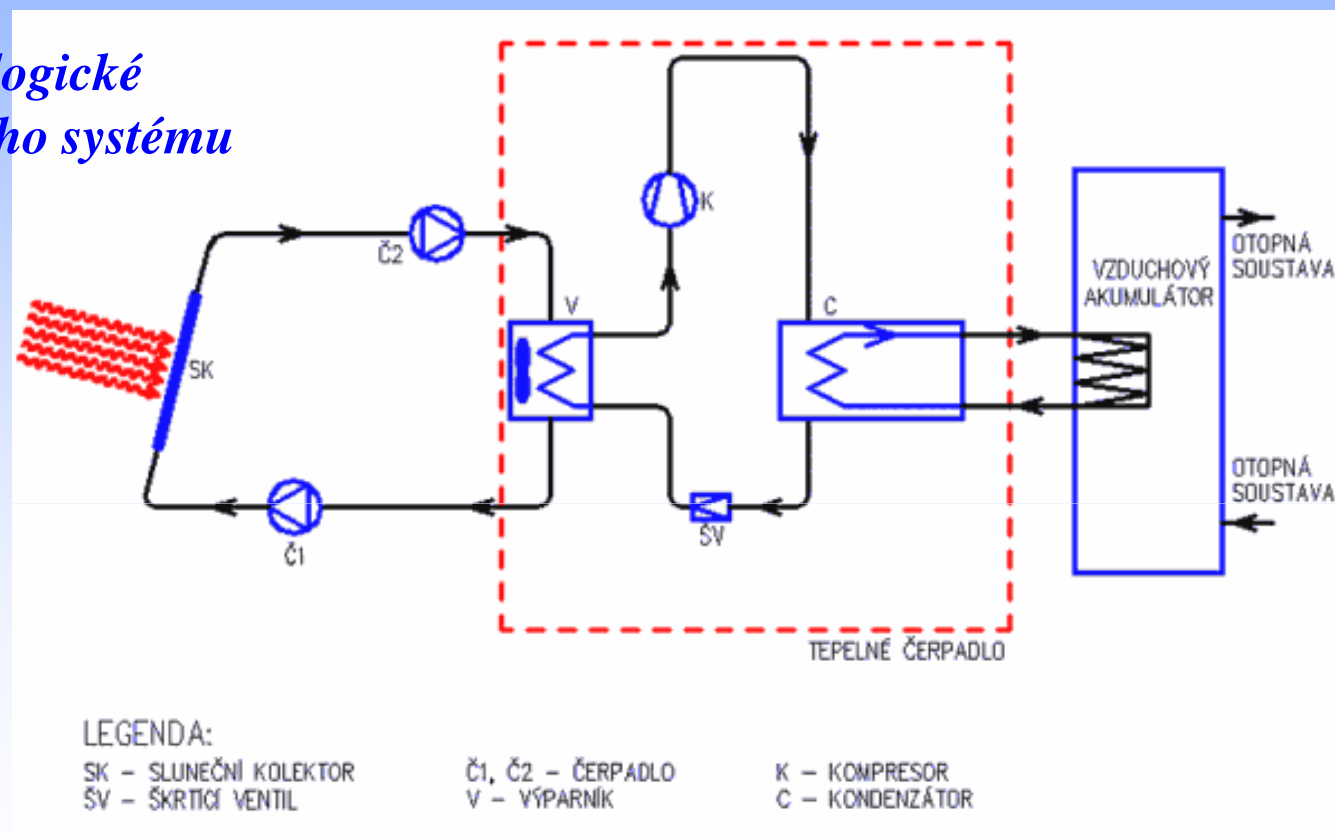 logické
ho systému
Č2
K
V
C
SK
Č1
ŠV
VZDUCHOVÝ
AKUMULÁTOR
OTOPNÁ
SOUSTAVA
OTOPNÁ
SOUSTAVA
TEPELNÉ ČERPADLO
LEGENDA:
SK – SLUNEČNÍ KOLEKTOR Č1, Č2 – ČERPADLO K – KOMPRESOR
ŠV – ŠKRTÍCÍ VENTIL V – VÝPARNÍK C – KONDENZÁTOR